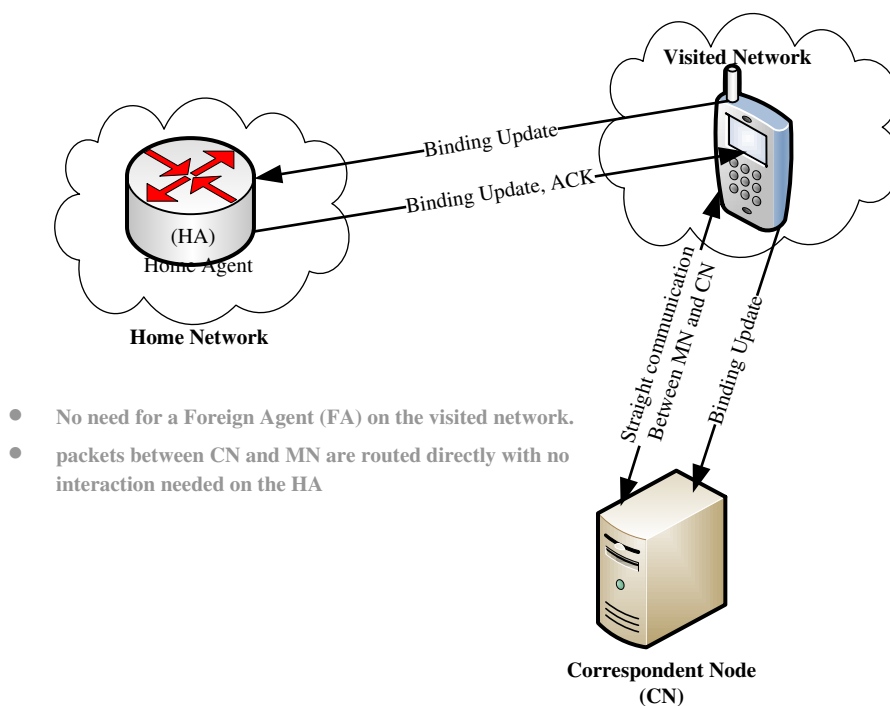 Visited Network
Binding Update
Binding Update, ACK
(HA)
Home Agent
Home Network
Straight communication
Between MN and CN
Binding Update
• No need for a Foreign Agent (FA) on the visited network.
• packets between CN and MN are routed directly with no
interaction needed on the HA
Correspondent Node
(CN)